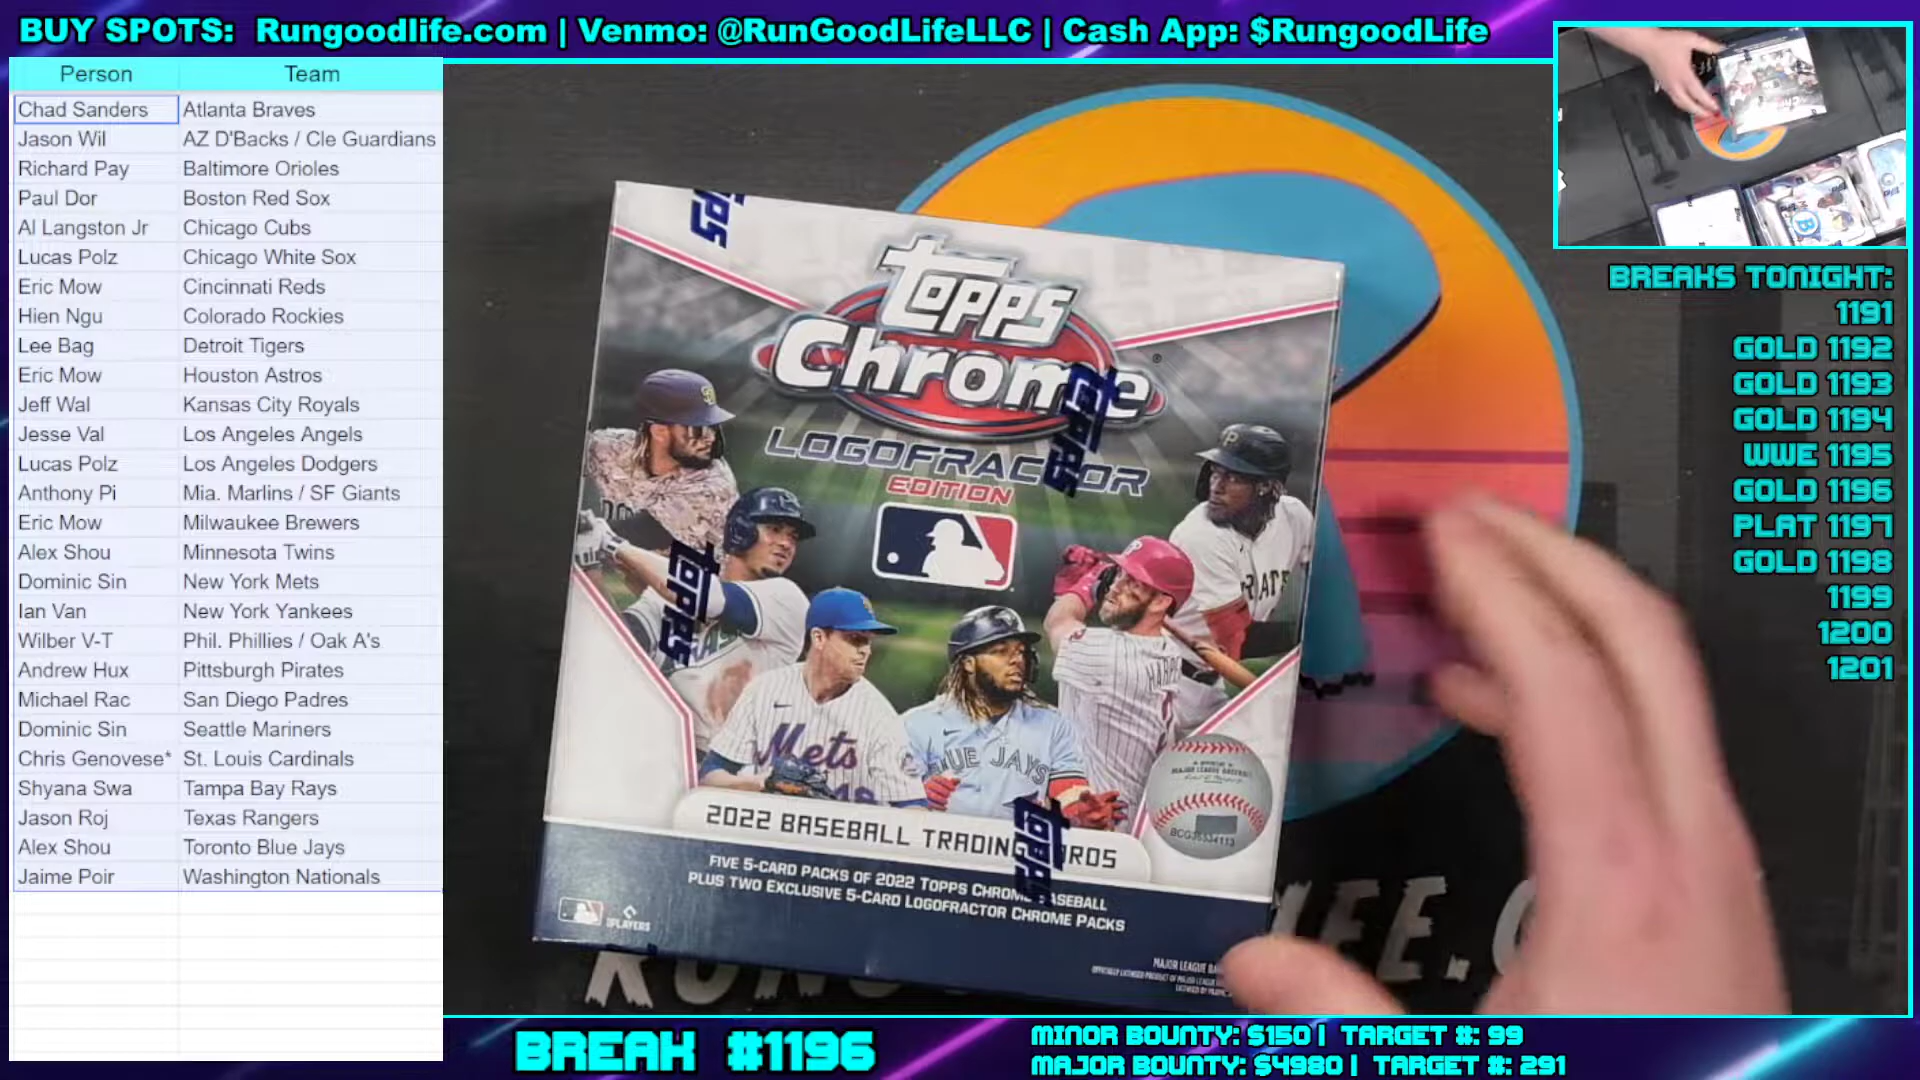 BUY SPOTS: Rungoodlife.com | Venmo: @RunGoodLifeLLC | Cash App: $RungoodLife
Person Team
Chad Sanders Atlanta Braves
Jason Wil AZ D'Backs / Cle Guardians
Richard Pay Baltimore Orioles
Paul Dor Boston Red Sox
Al Langston Jr Chicago Cubs
Lucas Polz Chicago White Sox
Eric Mow Cincinnati Reds
Hien Ngu Colorado Rockies
Lee Bag Detroit Tigers
Eric Mow Houston Astros
Jeff Wal Kansas City Royals
Jesse Val Los Angeles Angels
Lucas Polz Los Angeles Dodgers
Anthony Pi Mia. Marlins / SF Giants
Eric Mow Milwaukee Brewers
Alex Shou Minnesota Twins
Dominic Sin New York Mets
Ian Van New York Yankees
Wilber V-T Phil. Phillies / Oak A's
Andrew Hux Pittsburgh Pirates
Michael Rac San Diego Padres
Dominic Sin Seattle Mariners
Chris Genovese* St. Louis Cardinals
Shyana Swa Tampa Bay Rays
Jason Roj Texas Rangers
Alex Shou Toronto Blue Jays
Jaime Poir Washington Nationals
Topps
Chrome
LOGOFRACTOR
EDITION
topps
topps
topps
Mets
HARPER
2022 BASEBALL TRADING CARDS
FIVE 5-CARD PACKS OF 2022 TOPPS CHROME BASEBALL
PLUS TWO EXCLUSIVE 5-CARD LOGOFRACTOR CHROME PACKS
PLAYERS
BREAKS TONIGHT:
1191
GOLD 1192
GOLD 1193
GOLD 1194
WWE 1195
GOLD 1196
PLAT 1197
GOLD 1198
1199
1200
1201
BREAK #1196
MINOR BOUNTY: $150 | TARGET #: 99
MAJOR BOUNTY: $4980 | TARGET #: 291